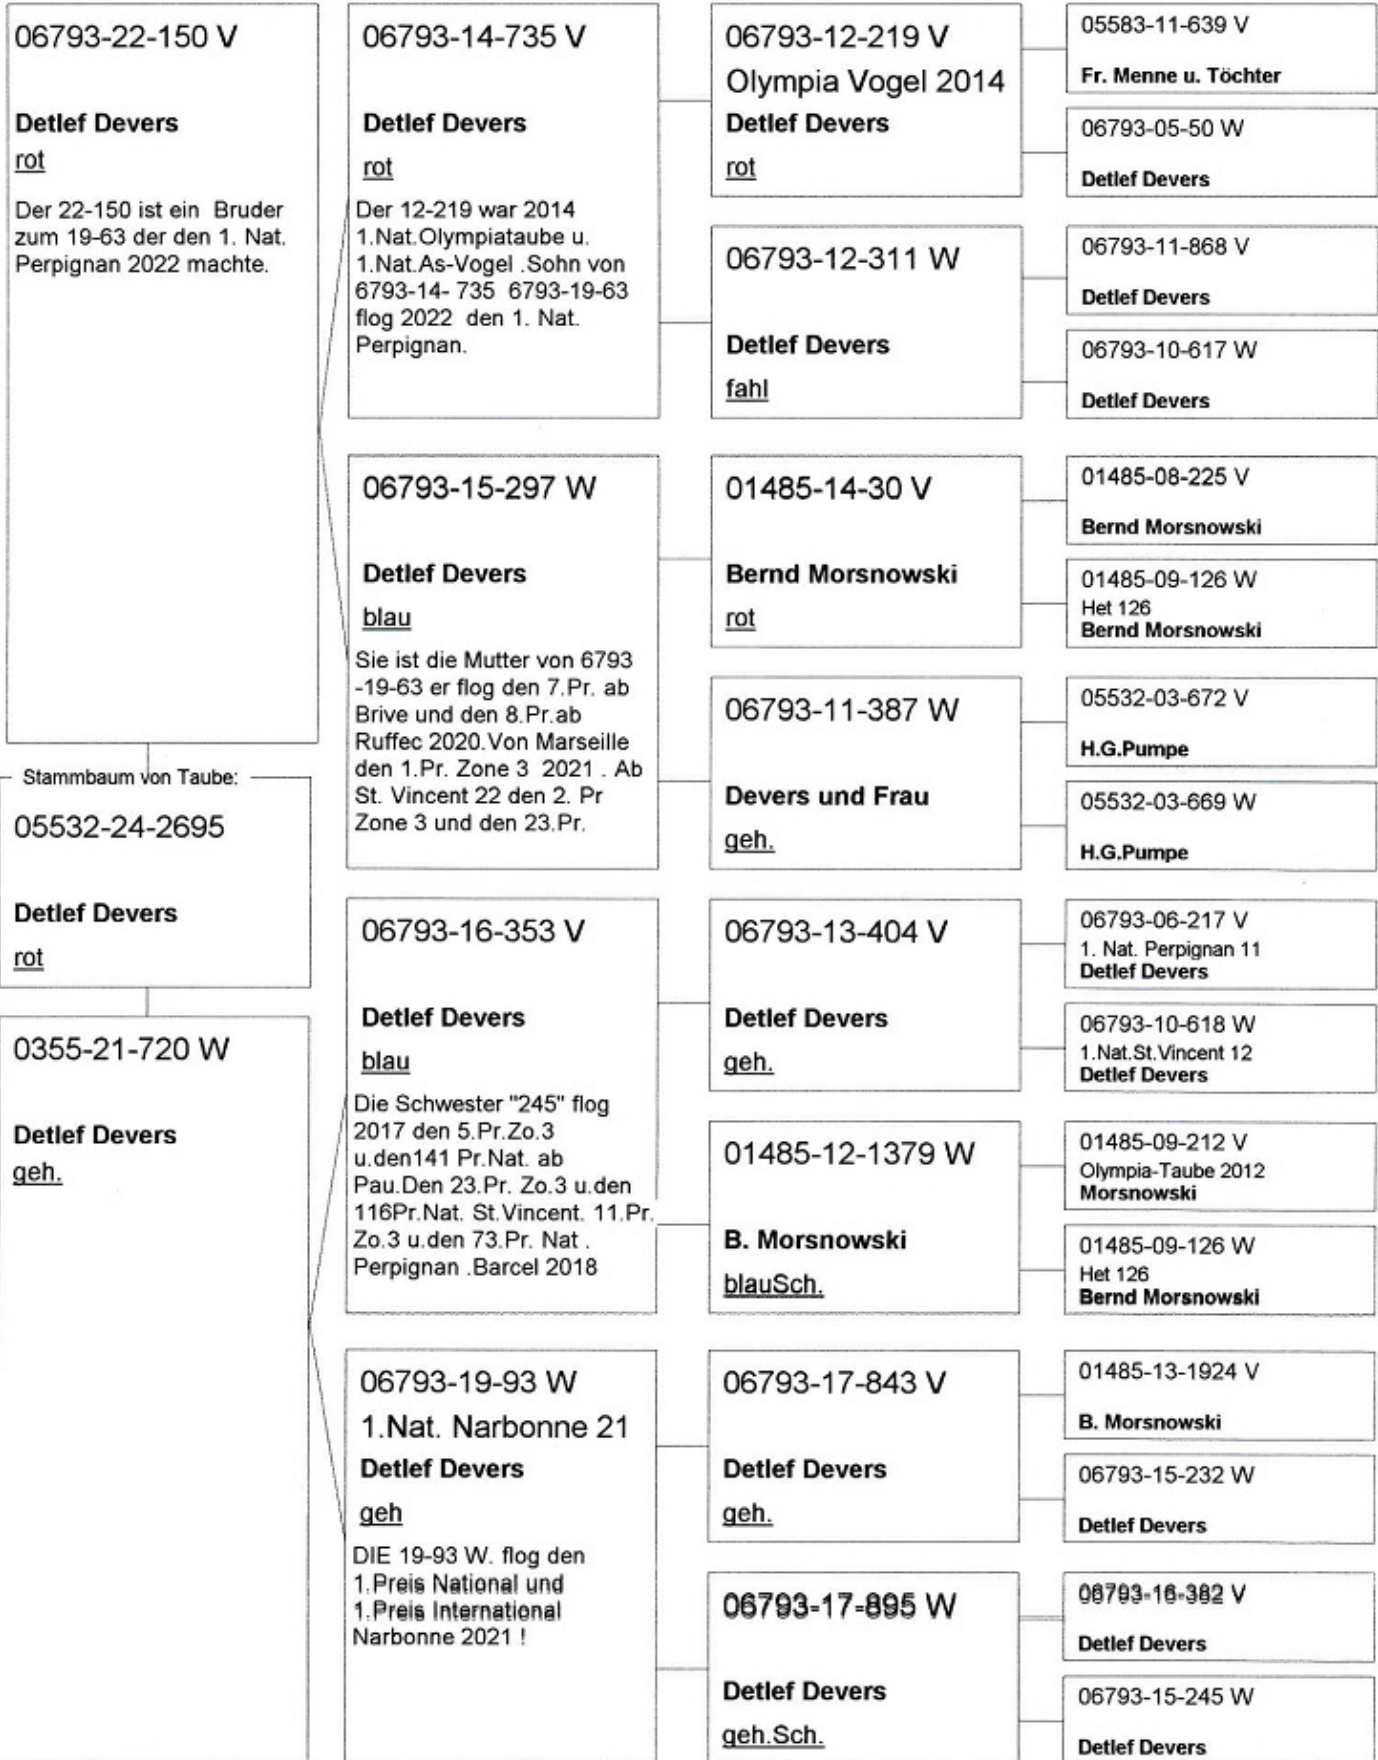 06793-22-150 V
Detlef Devers
rot
Der 22-150 ist ein Bruder
zum 19-63 der den 1. Nat.
Perpignan 2022 machte.
Stammbaum von Taube:
05532-24-2695
Detlef Devers
rot
0355-21-720 W
Detlef Devers
geh.
06793-14-735 V
Detlef Devers
rot
Der 12-219 war 2014
1.Nat.Olympiataube u.
1.Nat.As-Vogel .Sohn von
6793-14- 735 6793-19-63
flog 2022 den 1. Nat.
Perpignan.
06793-15-297 W
Detlef Devers
blau
Sie ist die Mutter von 6793
-19-63 er flog den 7.Pr. ab
Brive und den 8.Pr.ab
Ruffec 2020.Von Marseille
den 1.Pr. Zone 3 2021 . Ab
St. Vincent 22 den 2. Pr
Zone 3 und den 23.Pr.
06793-16-353 V
Detlef Devers
blau
Die Schwester "245" flog
2017 den 5.Pr.Zo.3
u.den141 Pr.Nat. ab
Pau.Den 23.Pr. Zo.3 u.den
116Pr.Nat. St.Vincent. 11.Pr.
Zo.3 u.den 73.Pr. Nat .
Perpignan .Barcel 2018
06793-19-93 W
1.Nat. Narbonne 21
Detlef Devers
geh
DIE 19-93 W. flog den
1.Preis National und
1.Preis International
Narbonne 2021 !
06793-12-219 V
Olympia Vogel 2014
Detlef Devers
rot
06793-12-311 W
Detlef Devers
fahl
01485-14-30 V
Bernd Morsnowski
rot
06793-11-387 W
Devers und Frau
geh.
06793-13-404 V
Detlef Devers
geh.
01485-12-1379 W
B. Morsnowski
blauSch.
06793-17-843 V
Detlef Devers
geh.
06793-17-895 W
Detlef Devers
geh.Sch.
05583-11-639 V
Fr. Menne u. Töchter
06793-05-50 W
Detlef Devers
06793-11-868 V
Detlef Devers
06793-10-617 W
Detlef Devers
01485-08-225 V
Bernd Morsnowski
01485-09-126 W
Het 126
Bernd Morsnowski
05532-03-672 V
H.G.Pumpe
05532-03-669 W
H.G.Pumpe
06793-06-217 V
1. Nat. Perpignan 11
Detlef Devers
06793-10-618 W
1.Nat.St.Vincent 12
Detlef Devers
01485-09-212 V
Olympia-Taube 2012
Morsnowski
01485-09-126 W
Het 126
Bernd Morsnowski
01485-13-1924 V
B. Morsnowski
06793-15-232 W
Detlef Devers
06793-16-382 V
Detlef Devers
06793-15-245 W
Detlef Devers